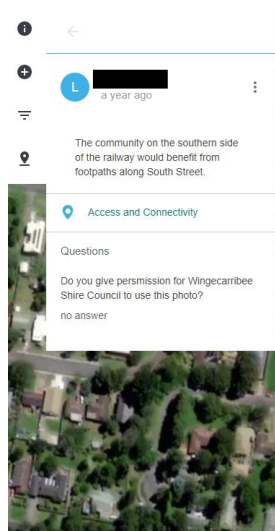 L
a year ago
The community on the southern side
of the railway would benefit from
footpaths along South Street.
Access and Connectivity
Questions
Do you give persmission for Wingecarribee
Shire Council to use this photo?
no answer